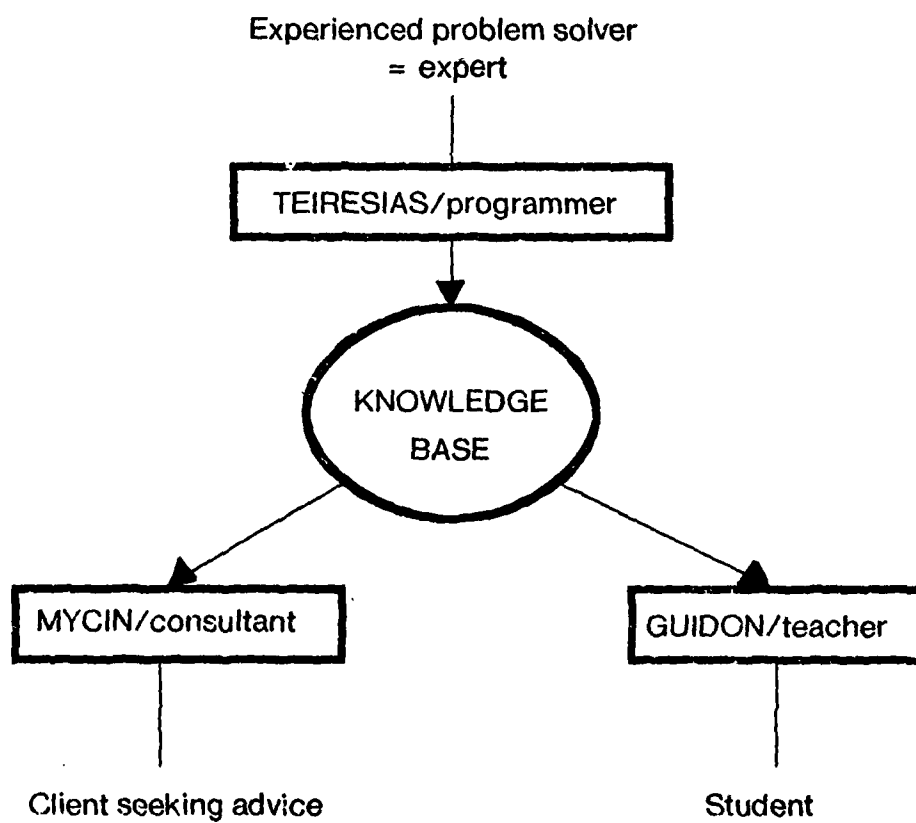 Experienced problem solver
= expert
TEIRESIAS/programmer
KNOWLEDGE
BASE
MYCIN/consultant
GUIDON/teacher
Client seeking advice
Student